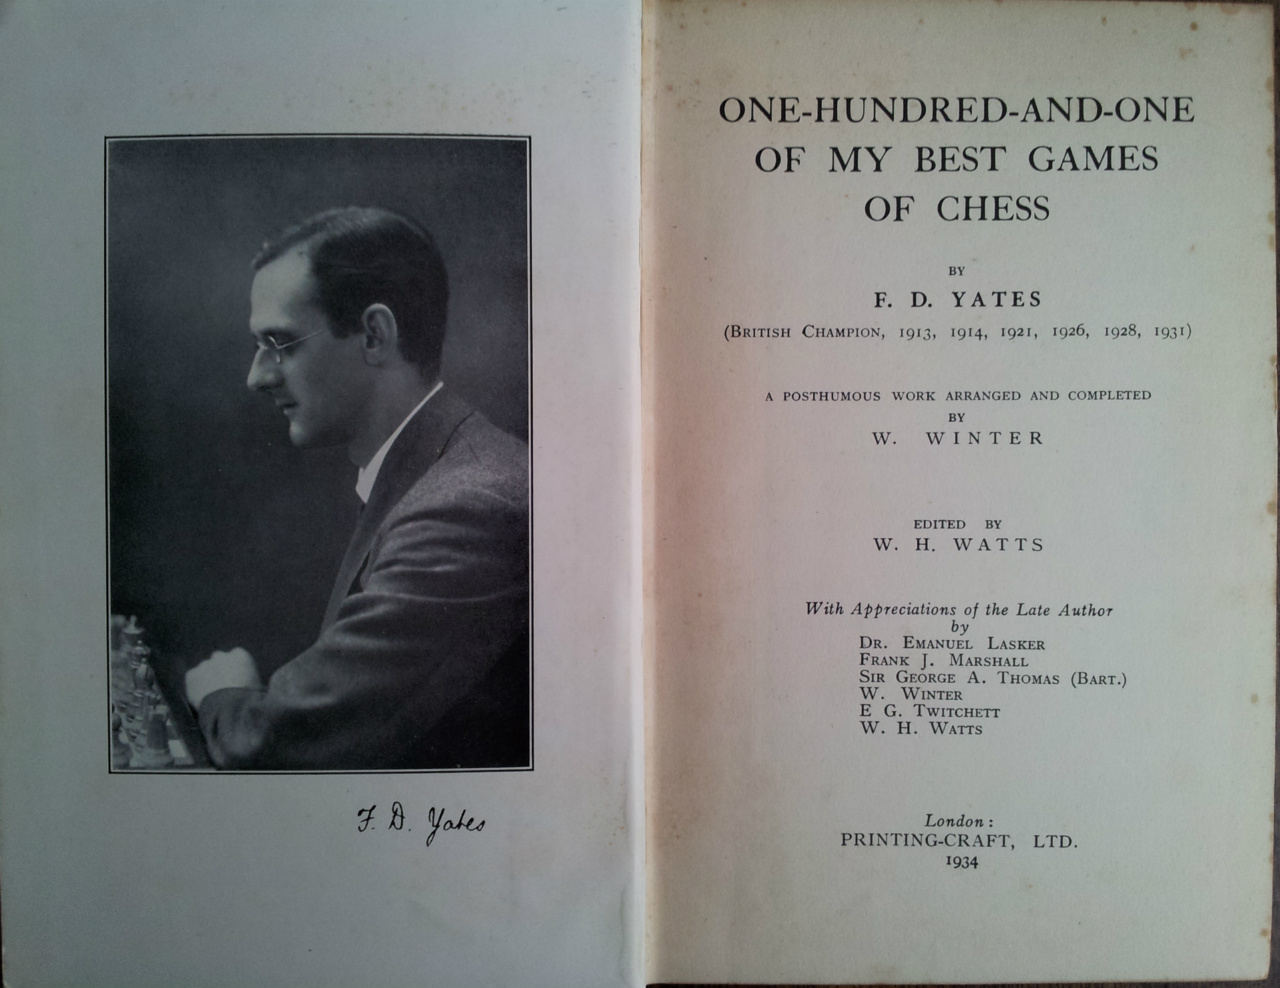 F. D. Yates
ONE-HUNDRED-AND-ONE
OF MY BEST GAMES
OF CHESS
BY
F. D. YATES
(BRITISH CHAMPION, 1913, 1914, 1921, 1926, 1928, 1931)
A POSTHUMOUS WORK ARRANGED AND COMPLETED
BY
W. WINTER
EDITED BY
W. H. WATTS
With Appreciations of the Late Author
by
DR. EMANUEL LASKER
FRANK J. MARSHALL
SIR GEORGE A. THOMAS (BART.)
W. WINTER
E G. TWITCHETT
W. H. WATTS
London:
PRINTING-CRAFT, LTD.
1934